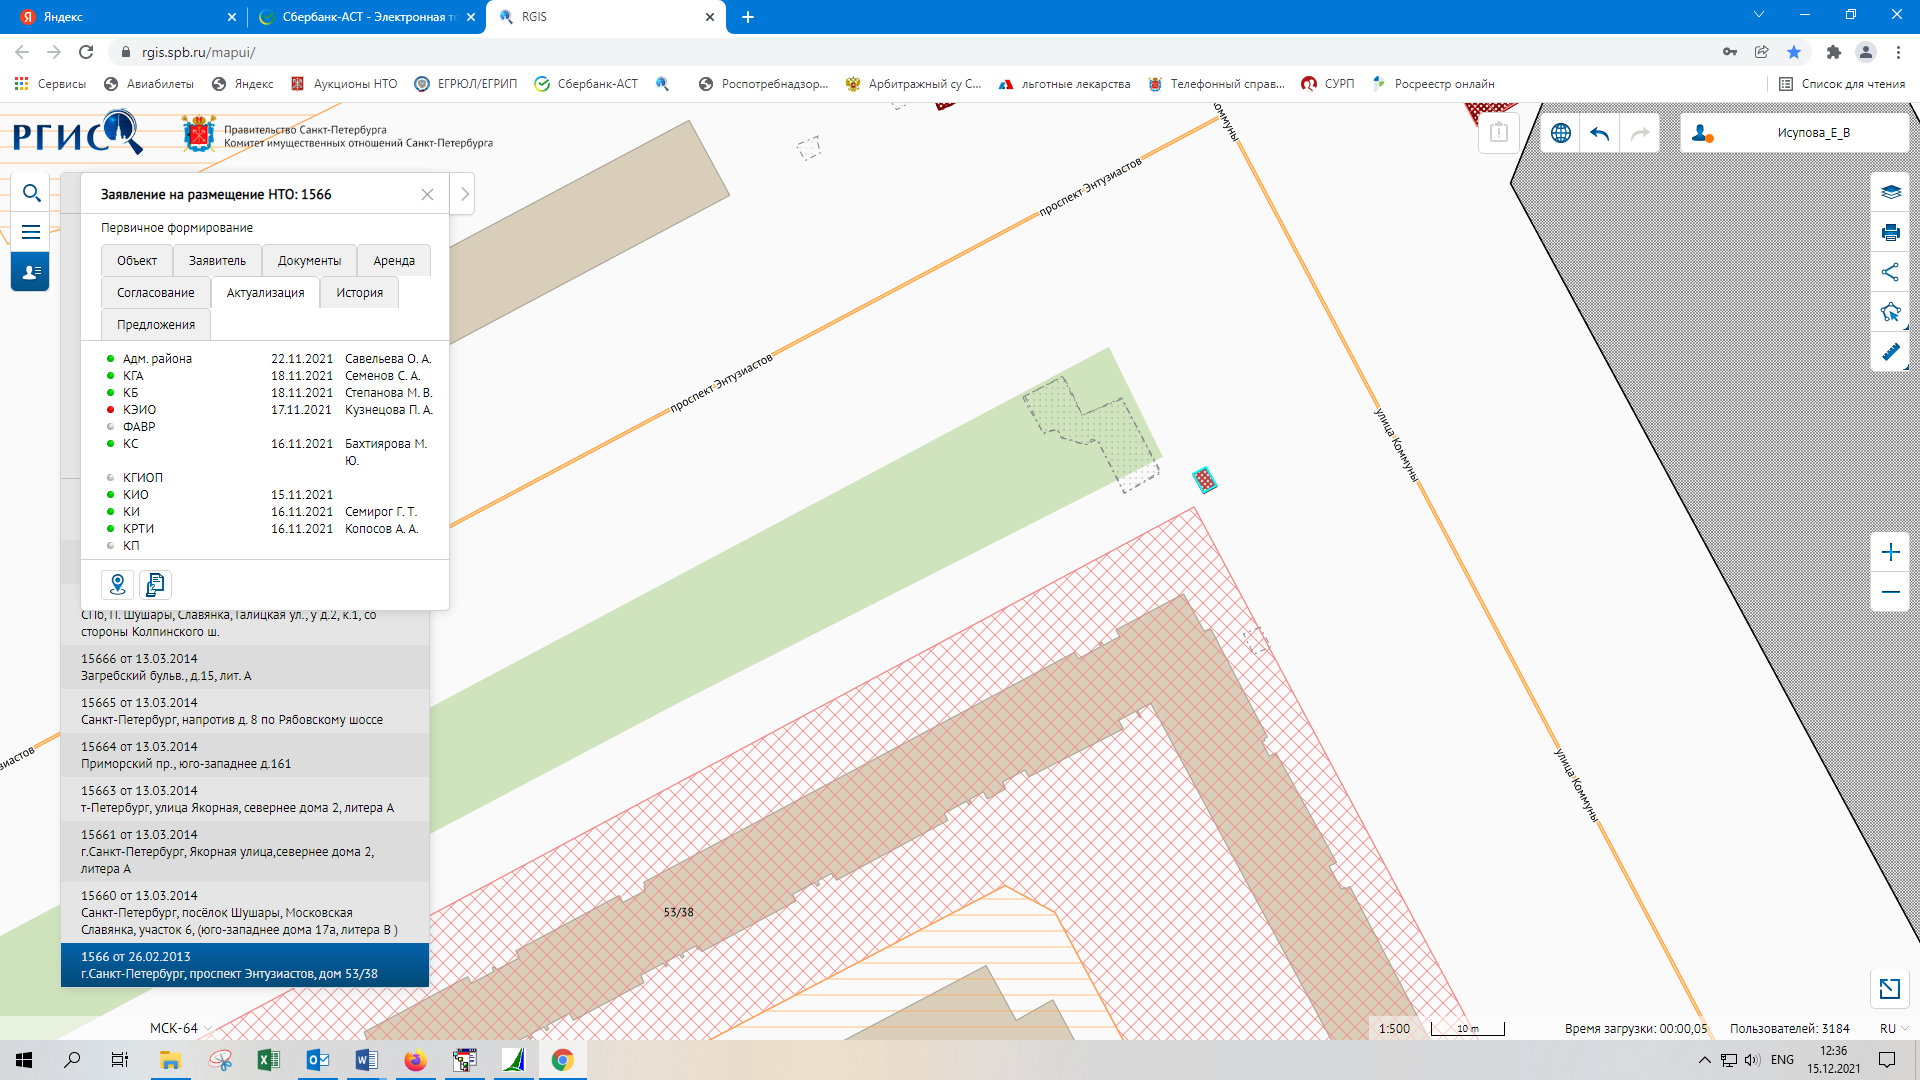 Яндекс
Сбербанк-АСТ - Электронная т
RGIS
rgis.spb.ru/mapui/
Сервисы
Авиабилеты
Яндекс
Аукционы НТО
ЕГРЮЛ/ЕГРИП
Сбербанк-АСТ
Роспотребнадзор...
Арбитражный су С...
льготные лекарства
Телефонный справ...
СУРП
Росреестр онлайн
Список для чтения
РГИС
Правительство Санкт-Петербурга
Комитет имущественных отношений Санкт-Петербурга
Исупова_Е_В
Заявление на размещение НТО: 1566
Первичное формирование
Объект Заявитель Документы Аренда
Согласование Актуализация История
Предложения
Адм. района 22.11.2021 Савельева О. А.
КГА 18.11.2021 Семенов С. А.
КБ 18.11.2021 Степанова М. В.
КЭИО 17.11.2021 Кузнецова П. А.
ФАВР
КС 16.11.2021 Бахтиярова М.
Ю.
КГИОП
КИО 15.11.2021
КИ 16.11.2021 Семирог Г. Т.
КРТИ 16.11.2021 Копосов А. А.
КП
СПб, П. Шушары, Славянка, Галицкая ул., у д.2, к.1, со
стороны Колпинского ш.
15666 от 13.03.2014
Загребский бульв., д.15, лит. А
15665 от 13.03.2014
Санкт-Петербург, напротив д. 8 по Рябовскому шоссе
15664 от 13.03.2014
Приморский пр., юго-западнее д.161
15663 от 13.03.2014
т-Петербург, улица Якорная, севернее дома 2, литера А
15661 от 13.03.2014
г.Санкт-Петербург, Якорная улица,севернее дома 2,
литера А
15660 от 13.03.2014
Санкт-Петербург, посёлок Шушары, Московская
Славянка, участок 6, (юго-западнее дома 17а, литера В )
1566 от 26.02.2013
г.Санкт-Петербург, проспект Энтузиастов, дом 53/38
Коммуны
проспект Энтузиастов
проспект Энтузиастов
улица Коммуны
улица Коммуны
зиастов
53/38
МСК-64
1:500
10 m
Время загрузки: 00:00,05
Пользователей: 3184
RU
ENG
12:36
15.12.2021